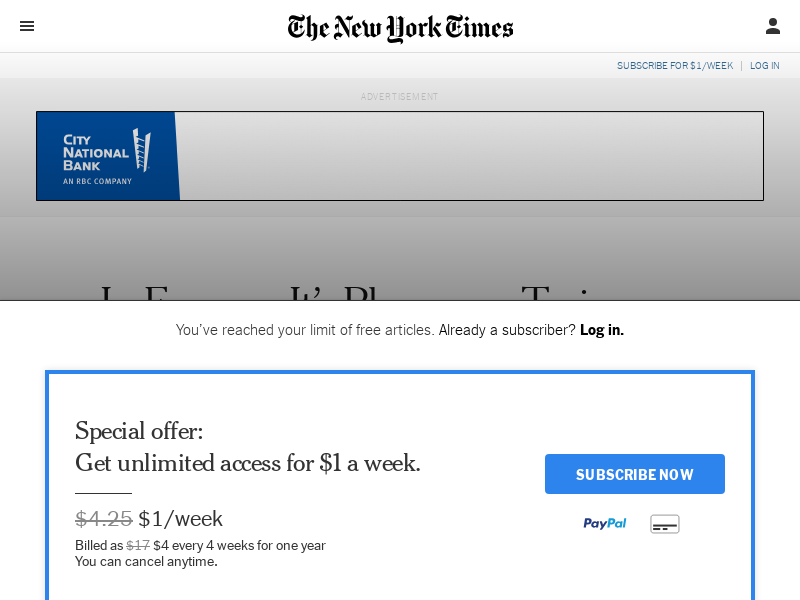 The New York Times
SUBSCRIBE FOR $1/WEEK | LOG IN
ADVERTISEMENT
CITY
NATIONAL
BANK
AN RBC COMPANY
You've reached your limit of free articles. Already a subscriber? Log in.
Special offer:
Get unlimited access for $1 a week.
$4.25 $1/week
Billed as $17 $4 every 4 weeks for one year
You can cancel anytime.
SUBSCRIBE NOW
PayPal